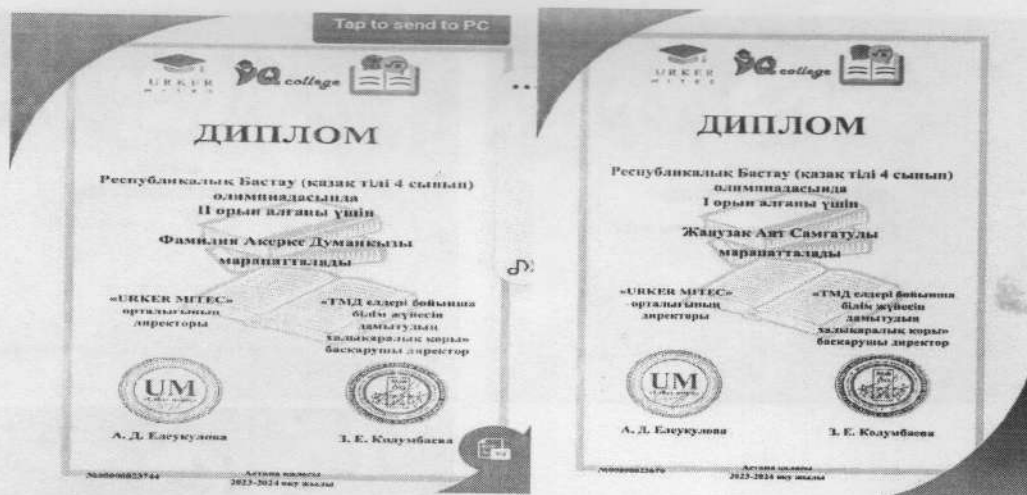 Tap to send to PC
URKER
college
ДИПЛОМ
Республикалық Бастау (қазақ тілі 4 сынып)
олимпиадасында
II орын алғаны үшін
Фамилия Акерке Думанкызы
марапатталады
«URKER MITEC»
орталығының
директоры
«ТМД елдері бойынша
білім жүйесін
дамытудың
халықаралық қоры»
басқарушы директор
UM
А. Д. Елеукулова
З. Е. Колумбаева
№00000023744
Астана қаласы
2023-2024 оқу жылы
URKER
college
ДИПЛОМ
Республикалық Бастау (қазақ тілі 4 сынып)
олимпиадасында
I орын алғаны үшін
Жанузак Аят Самгатулы
марапатталады
«URKER MITEC»
орталығының
директоры
«ТМД елдері бойынша
білім жүйесін
дамытудың
халықаралық қоры»
басқарушы директор
UM
А. Д. Елеукулова
З. Е. Колумбаева
Астана қаласы
2023-2024 оқу жылы